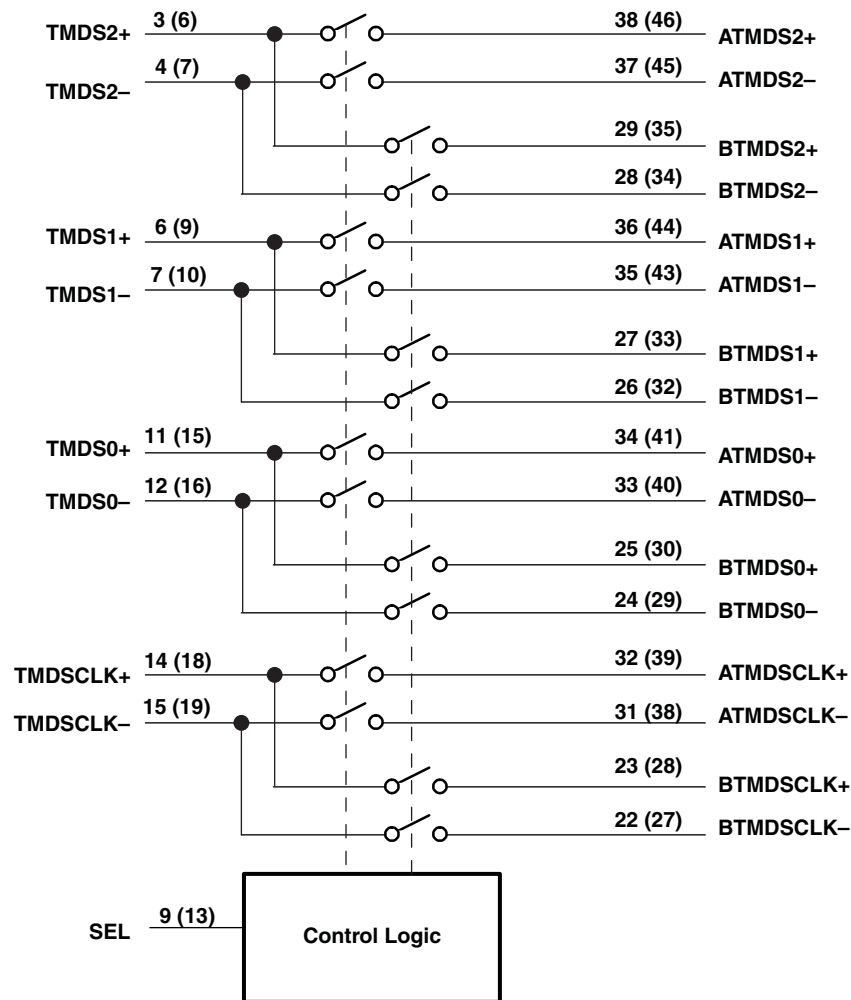 TMDS2+ 3 (6) 38 (46) ATMDS2+
TMDS2– 4 (7) 37 (45) ATMDS2–
29 (35) BTMDS2+
28 (34) BTMDS2–
TMDS1+ 6 (9) 36 (44) ATMDS1+
TMDS1– 7 (10) 35 (43) ATMDS1–
27 (33) BTMDS1+
26 (32) BTMDS1–
TMDS0+ 11 (15) 34 (41) ATMDS0+
TMDS0– 12 (16) 33 (40) ATMDS0–
25 (30) BTMDS0+
24 (29) BTMDS0–
TMDSCLK+ 14 (18) 32 (39) ATMDSCLK+
TMDSCLK– 15 (19) 31 (38) ATMDSCLK–
23 (28) BTMDSCLK+
22 (27) BTMDSCLK–
SEL 9 (13) Control Logic